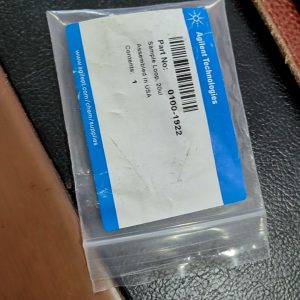 Agilent Technologies
Part No:
0100-1922
Sample Loop, 20ul
Assembled in USA
Contents: 1
www.agilent.com/chem/supplies